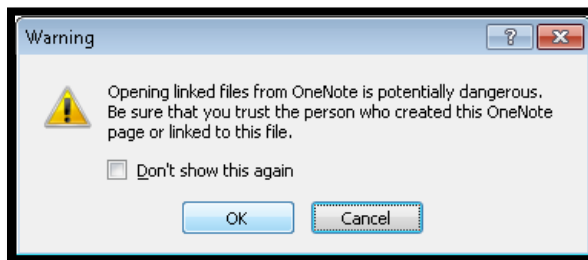 Warning
Opening linked files from OneNote is potentially dangerous.
Be sure that you trust the person who created this OneNote
page or linked to this file.
Don't show this again
OK
Cancel